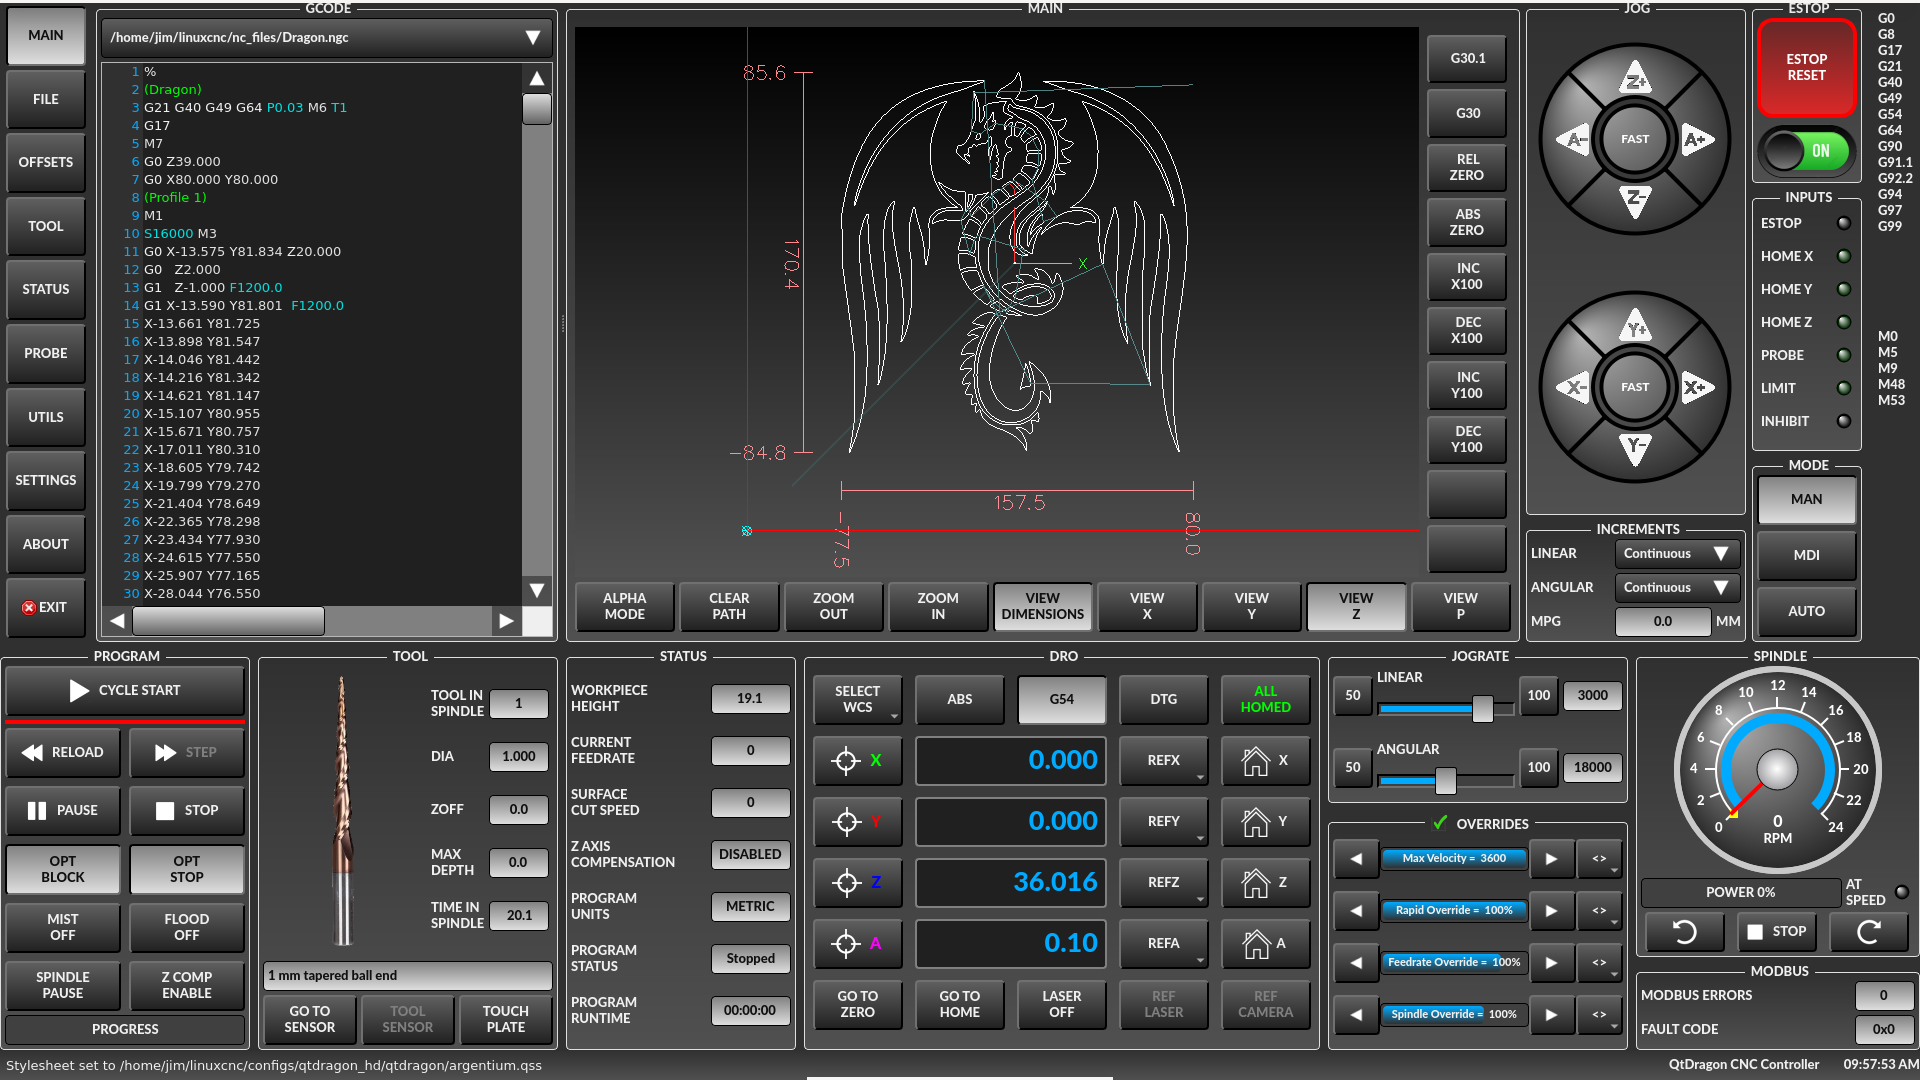 MAIN
FILE
OFFSETS
TOOL
STATUS
PROBE
UTILS
SETTINGS
ABOUT
EXIT
GCODE
/home/jim/linuxcnc/nc_files/Dragon.ngc
1 %
2 (Dragon)
3 G21 G40 G49 G64 P0.03 M6 T1
4 G17
5 M7
6 G0 Z39.000
7 G0 X80.000 Y80.000
8 (Profile 1)
9 M1
10 S16000 M3
11 G0 X-13.575 Y81.834 Z20.000
12 G0 Z2.000
13 G1 Z-1.000 F1200.0
14 G1 X-13.590 Y81.801 F1200.0
15 X-13.661 Y81.725
16 X-13.898 Y81.547
17 X-14.046 Y81.442
18 X-14.216 Y81.342
19 X-14.621 Y81.147
20 X-15.107 Y80.955
21 X-15.671 Y80.757
22 X-17.011 Y80.310
23 X-18.605 Y79.742
24 X-19.799 Y79.270
25 X-21.404 Y78.649
26 X-22.365 Y78.298
27 X-23.434 Y77.930
28 X-24.615 Y77.550
29 X-25.907 Y77.165
30 X-28.044 Y76.550
MAIN
85.6
170.4
-84.8
157.5
-77.5
80.0
X
G30.1
G30
REL
ZERO
ABS
ZERO
INC
X100
DEC
X100
INC
Y100
DEC
Y100
ALPHA
MODE
CLEAR
PATH
ZOOM
OUT
ZOOM
IN
VIEW
DIMENSIONS
VIEW
X
VIEW
Y
VIEW
Z
VIEW
P
JOG
Z+
A-
FAST
A+
Z-
Y+
X-
FAST
X+
Y-
INCREMENTS
LINEAR Continuous
ANGULAR Continuous
MPG 0.0 MM
ESTOP
ESTOP
RESET
ON
INPUTS
ESTOP
HOME X
HOME Y
HOME Z
PROBE
LIMIT
INHIBIT
MODE
MAN
MDI
AUTO
G0
G8
G17
G21
G40
G49
G54
G64
G90
G91.1
G92.2
G94
G97
G99
M0
M5
M9
M48
M53
PROGRAM
CYCLE START
RELOAD
STEP
PAUSE
STOP
OPT
BLOCK
OPT
STOP
MIST
OFF
FLOOD
OFF
SPINDLE
PAUSE
Z COMP
ENABLE
PROGRESS
TOOL
TOOL IN
SPINDLE 1
DIA 1.000
ZOFF 0.0
MAX
DEPTH 0.0
TIME IN
SPINDLE 20.1
1 mm tapered ball end
GO TO
SENSOR
TOOL
SENSOR
TOUCH
PLATE
STATUS
WORKPIECE
HEIGHT 19.1
CURRENT
FEEDRATE 0
SURFACE
CUT SPEED 0
Z AXIS
COMPENSATION DISABLED
PROGRAM
UNITS METRIC
PROGRAM
STATUS Stopped
PROGRAM
RUNTIME 00:00:00
DRO
SELECT
WCS
ABS
G54
DTG
ALL
HOMED
X 0.000 REFX X
Y 0.000 REFY Y
Z 36.016 REFZ Z
A 0.10 REFA A
GO TO
ZERO
GO TO
HOME
LASER
OFF
REF
LASER
REF
CAMERA
JOGRATE
LINEAR
50 100 3000
ANGULAR
50 100 18000
OVERRIDES
Max Velocity = 3600 <>
Rapid Override = 100% <>
Feedrate Override = 100% <>
Spindle Override = 100% <>
SPINDLE
0 2 4 6 8 10 12 14 16 18 20 22 24
0
RPM
POWER 0%
AT
SPEED
STOP
MODBUS
MODBUS ERRORS 0
FAULT CODE 0x0
Stylesheet set to /home/jim/linuxcnc/configs/qtdragon_hd/qtdragon/argentium.qss
QtDragon CNC Controller 09:57:53 AM